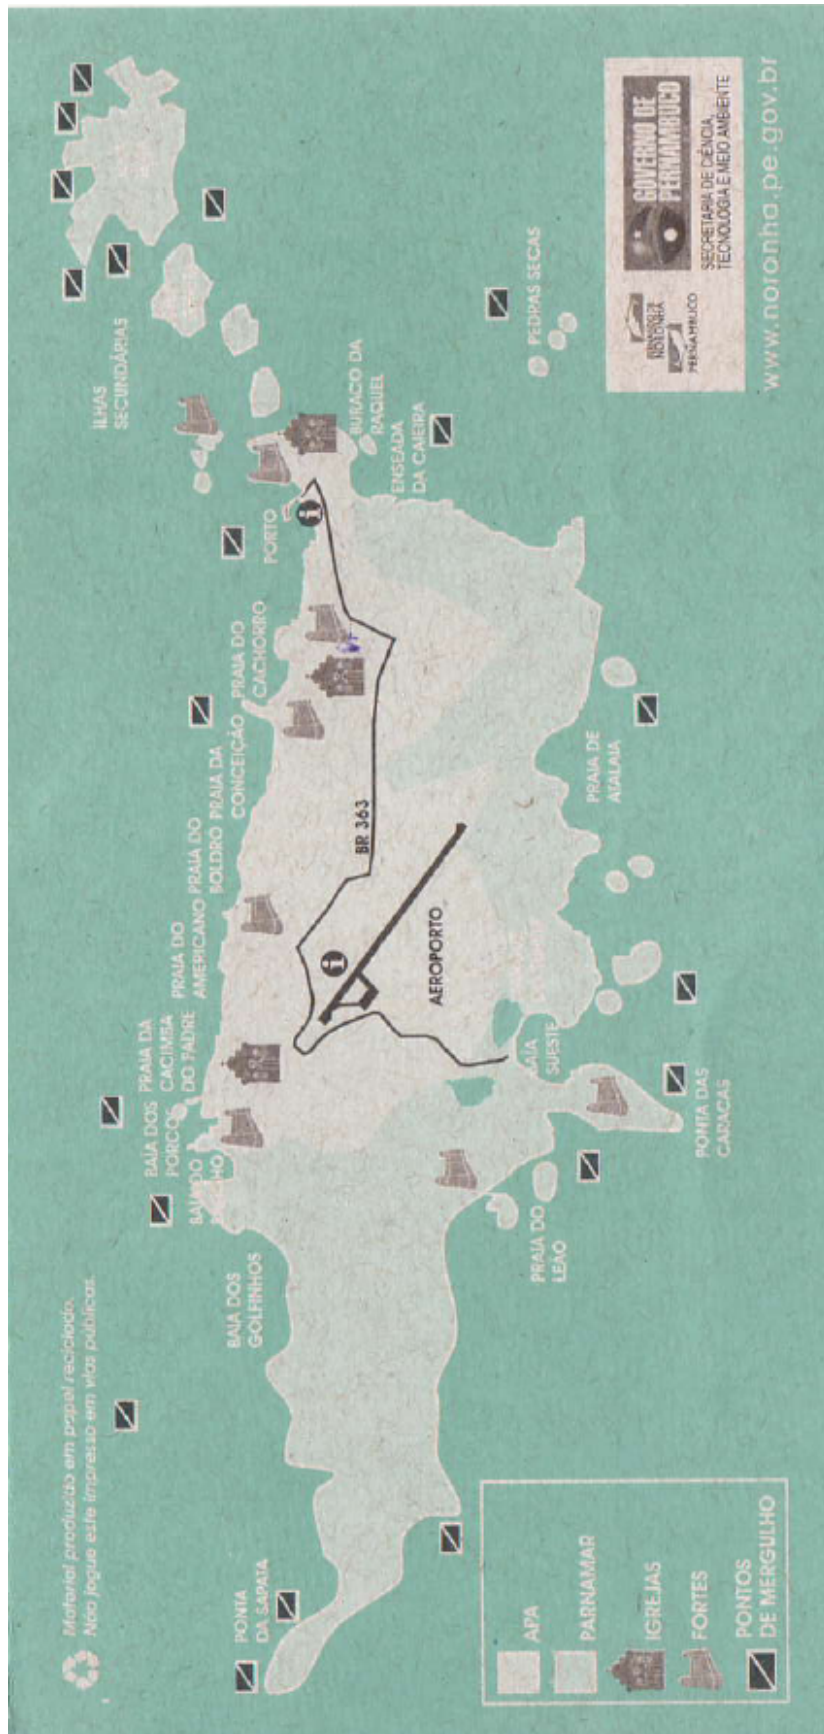 Material produzido em papel reciclado.
Não jogue este impresso em vias públicas.
ILHAS
SECUNDÁRIAS
PORTO
BURACO DA
RAQUEL
ENSEADA
DA CAIEIRA
PEDRAS SECAS
PRAIA DO
CACHORRO
PRAIA DA
CONCEIÇÃO
PRAIA DO
BOLDRÓ
PRAIA DO
AMERICANO
PRAIA DA
CACIMBA
DO PADRE
BAÍA DOS
PORCOS
BAÍA DO
BAÍA DOS
GOLFINHOS
PONTA
DA SAPATA
BR 363
AEROPORTO
SUESTE
PRAIA DE
ATALAIA
PONTA DAS
CARACAS
PRAIA DO
LEÃO
APA
PARNAMAR
IGREJAS
FORTES
PONTOS
DE MERGULHO
NORONHA
PERNAMBUCO
GOVERNO DE
PERNAMBUCO
SECRETARIA DE CIÊNCIA,
TECNOLOGIA E MEIO AMBIENTE
www.noronha.pe.gov.br